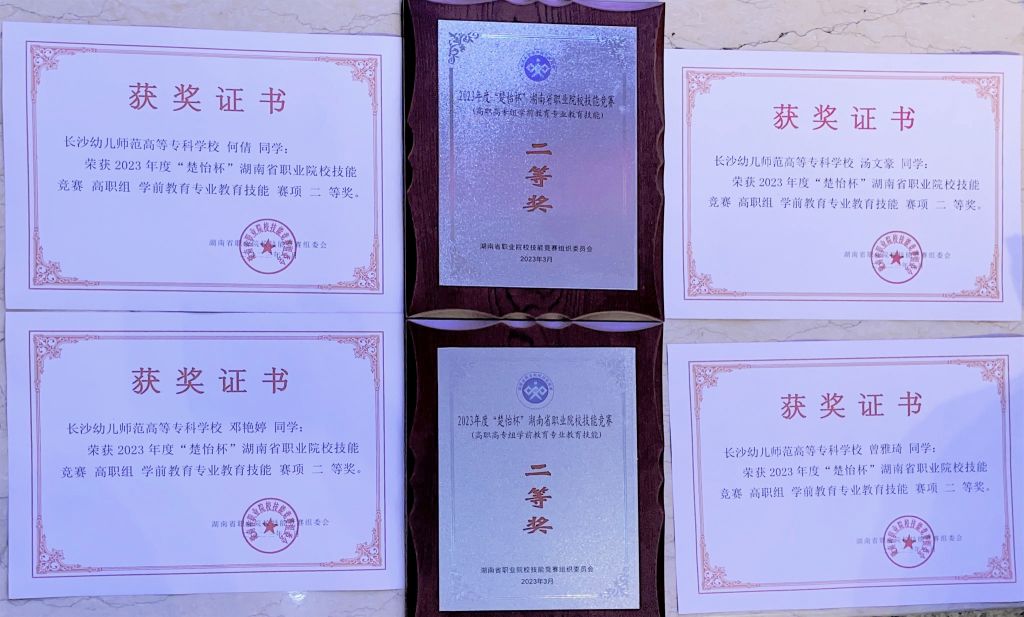 获奖证书
长沙幼儿师范高等专科学校 何倩 同学：
荣获 2023 年度“楚怡杯”湖南省职业院校技能
竞赛 高职组 学前教育专业教育技能 赛项 二 等奖。
2023年度“楚怡杯”湖南省职业院校技能竞赛
(高职高专组学前教育专业教育技能)
二
等
奖
湖南省职业院校技能竞赛组织委员会
2023年3月
获奖证书
长沙幼儿师范高等专科学校 汤文豪 同学：
荣获 2023 年度“楚怡杯”湖南省职业院校技能
竞赛 高职组 学前教育专业教育技能 赛项 二 等奖。
获奖证书
长沙幼儿师范高等专科学校 邓艳婷 同学：
荣获 2023 年度“楚怡杯”湖南省职业院校技能
竞赛 高职组 学前教育专业教育技能 赛项 二 等奖。
2023年度“楚怡杯”湖南省职业院校技能竞赛
(高职高专组学前教育专业教育技能)
二
等
奖
湖南省职业院校技能竞赛组织委员会
2023年3月
获奖证书
长沙幼儿师范高等专科学校 曾雅琦 同学：
荣获 2023 年度“楚怡杯”湖南省职业院校技能
竞赛 高职组 学前教育专业教育技能 赛项 二 等奖。